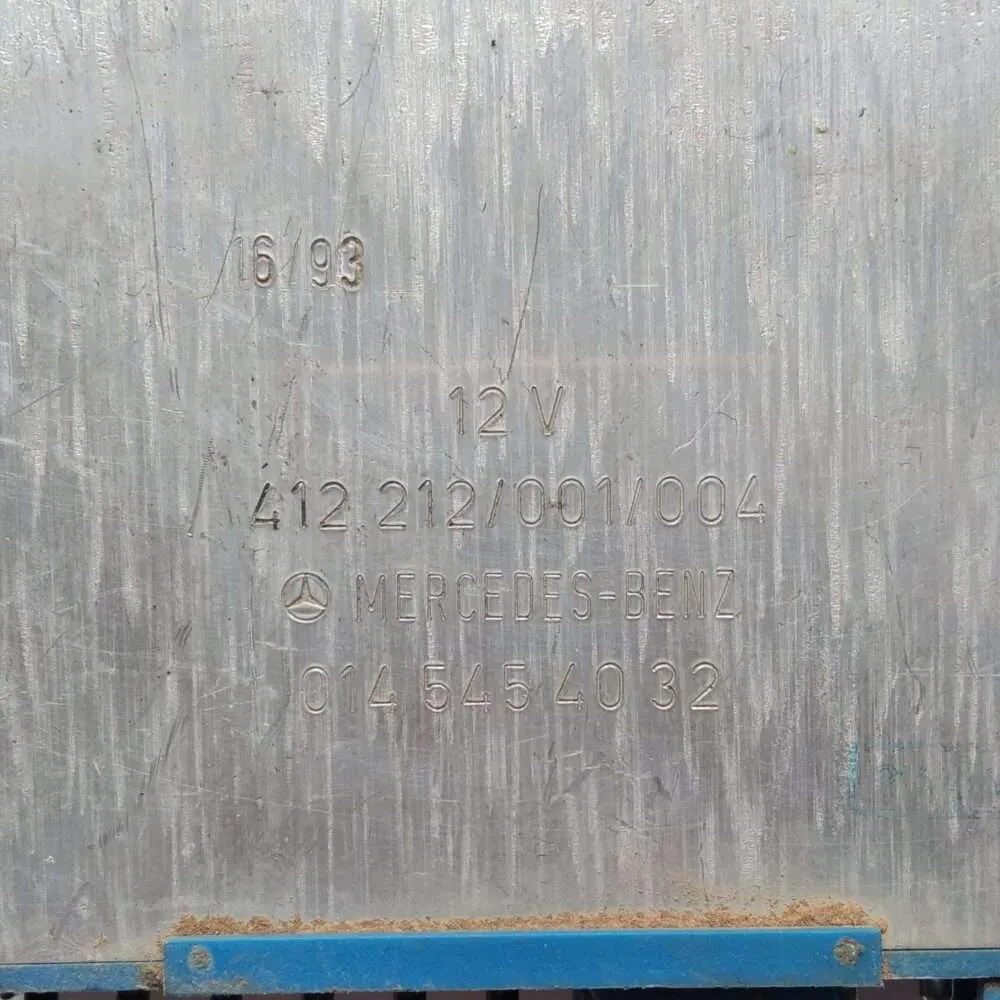 16/93
12 V
412 212/001/004
MERCEDES-BENZ
014 545 40 32